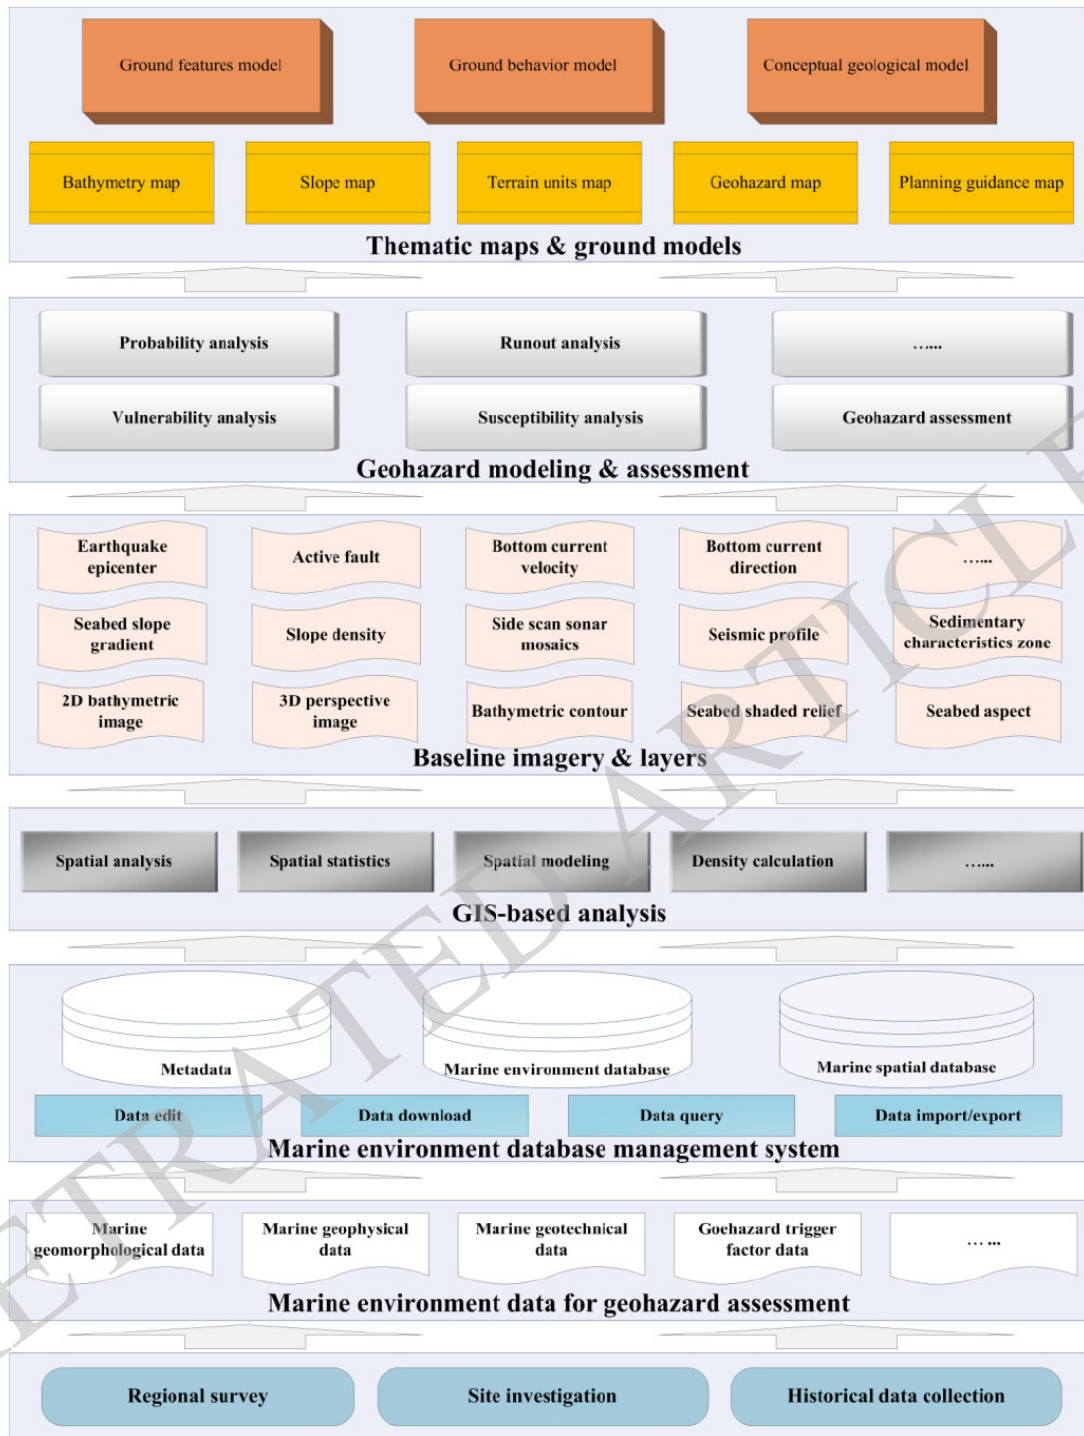 Ground features model
Ground behavior model
Conceptual geological model
Bathymetry map
Slope map
Terrain units map
Geohazard map
Planning guidance map
Thematic maps & ground models
Probability analysis
Runout analysis
…...
Vulnerability analysis
Susceptibility analysis
Geohazard assessment
Geohazard modeling & assessment
Earthquake
epicenter
Active fault
Bottom current
velocity
Bottom current
direction
…...
Seabed slope
gradient
Slope density
Side scan sonar
mosaics
Seismic profile
Sedimentary
characteristics zone
2D bathymetric
image
3D perspective
image
Bathymetric contour
Seabed shaded relief
Seabed aspect
Baseline imagery & layers
Spatial analysis
Spatial statistics
Spatial modeling
Density calculation
…...
GIS-based analysis
Metadata
Marine environment database
Marine spatial database
Data edit
Data download
Data query
Data import/export
Marine environment database management system
Marine
geomorphological data
Marine geophysical
data
Marine geotechnical
data
Goehazard trigger
factor data
… ...
Marine environment data for geohazard assessment
Regional survey
Site investigation
Historical data collection
RETRATED ARTICLE